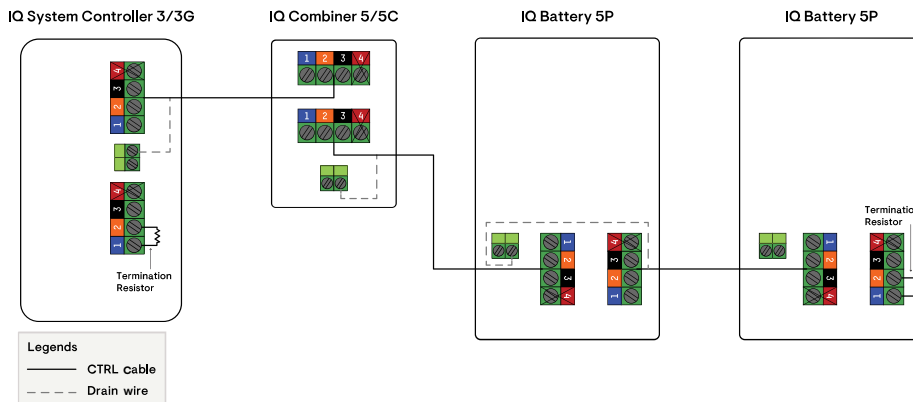 IQ System Controller 3/3G
IQ Combiner 5/5C
IQ Battery 5P
IQ Battery 5P
4
3
2
1
4
3
2
1
Termination
Resistor
1 2 3 4
1 2 3 4
1
2
3
4
4
3
2
1
1
2
3
4
4
3
2
1
Resistor
Legends
CTRL cable
Drain wire